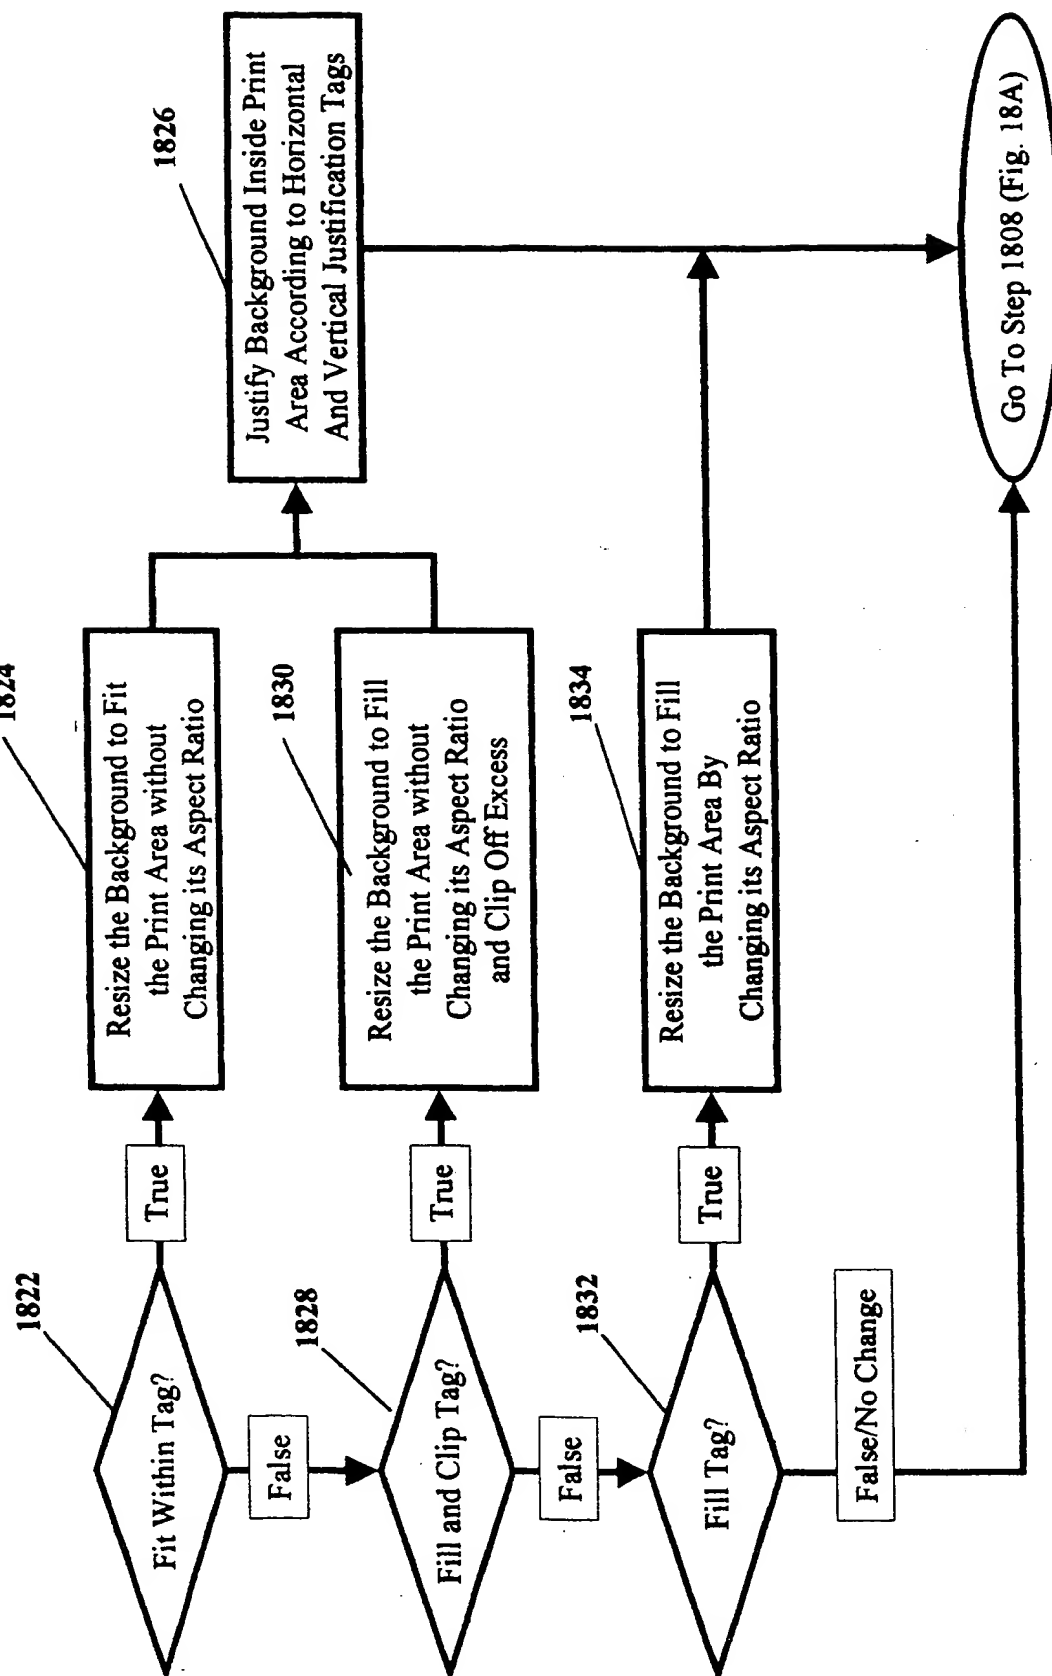 1822
Fit Within Tag?
True
1824
Resize the Background to Fit
the Print Area without
Changing its Aspect Ratio
1826
Justify Background Inside Print
Area According to Horizontal
And Vertical Justification Tags
False
1828
Fill and Clip Tag?
True
1830
Resize the Background to Fill
the Print Area without
Changing its Aspect Ratio
and Clip Off Excess
False
1832
Fill Tag?
True
1834
Resize the Background to Fill
the Print Area By
Changing its Aspect Ratio
False/No Change
Go To Step 1808 (Fig. 18A)